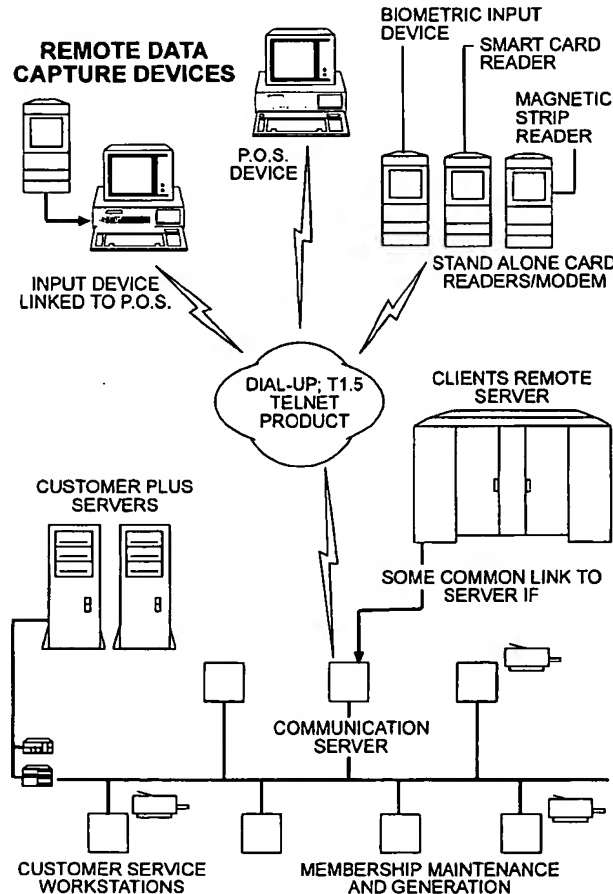 BIOMETRIC INPUT
DEVICE
SMART CARD
READER
REMOTE DATA
CAPTURE DEVICES
MAGNETIC
STRIP
READER
P.O.S.
DEVICE
INPUT DEVICE
LINKED TO P.O.S.
STAND ALONE CARD
READERS/MODEM
DIAL-UP; T1.5
TELNET
PRODUCT
CLIENTS REMOTE
SERVER
CUSTOMER PLUS
SERVERS
SOME COMMON LINK TO
SERVER IF
COMMUNICATION
SERVER
CUSTOMER SERVICE
WORKSTATIONS
MEMBERSHIP MAINTENANCE
AND GENERATION